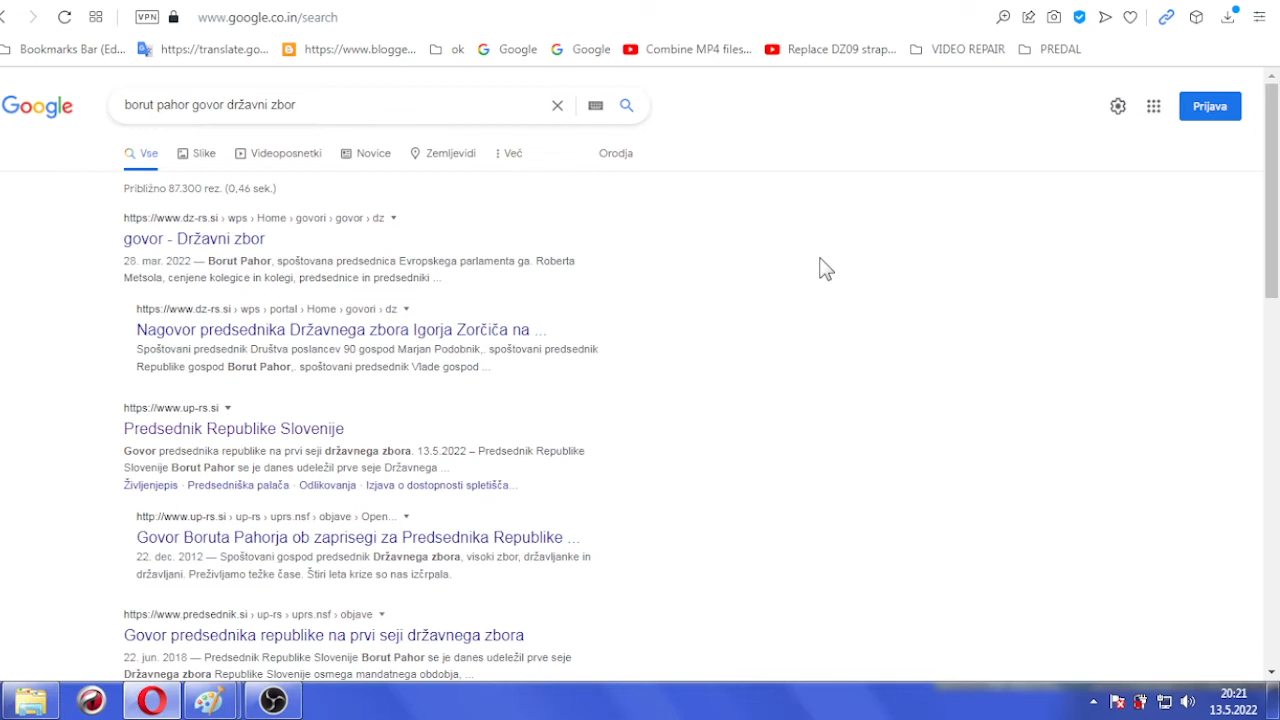 VPN www.google.co.in/search
Bookmarks Bar (Ed... https://translate.go... https://www.blogge... ok Google Google Combine MP4 files... Replace DZ09 strap... VIDEO REPAIR PREDAL
Google borut pahor govor državni zbor Prijava
Vse Slike Videoposnetki Novice Zemljevidi Več Orodja
Približno 87.300 rez. (0,46 sek.)
https://www.dz-rs.si › wps › Home › govori › govor › dz
govor - Državni zbor
28. mar. 2022 — Borut Pahor, spoštovana predsednica Evropskega parlamenta ga. Roberta
Metsola, cenjene kolegice in kolegi, predsednice in predsedniki ...
https://www.dz-rs.si › wps › portal › Home › govori › dz
Nagovor predsednika Državnega zbora Igorja Zorčiča na ...
Spoštovani predsednik Društva poslancev 90 gospod Marjan Podobnik,. spoštovani predsednik
Republike gospod Borut Pahor,. spoštovani predsednik Vlade gospod ...
https://www.up-rs.si
Predsednik Republike Slovenije
Govor predsednika republike na prvi seji državnega zbora. 13.5.2022 – Predsednik Republike
Slovenije Borut Pahor se je danes udeležil prve seje Državnega ...
Življenjepis · Predsedniška palača · Odlikovanja · Izjava o dostopnosti spletišča...
http://www.up-rs.si › up-rs › uprs.nsf › objave › Open...
Govor Boruta Pahorja ob zaprisegi za Predsednika Republike ...
22. dec. 2012 — Spoštovani gospod predsednik Državnega zbora, visoki zbor, državljanke in
državljani. Preživljamo težke čase. Štiri leta krize so nas izčrpala.
https://www.predsednik.si › up-rs › uprs.nsf › objave
Govor predsednika republike na prvi seji državnega zbora
22. jun. 2018 — Predsednik Republike Slovenije Borut Pahor se je danes udeležil prve seje
Državnega zbora Republike Slovenije osmega mandatnega obdobja, ...
20:21
13.5.2022